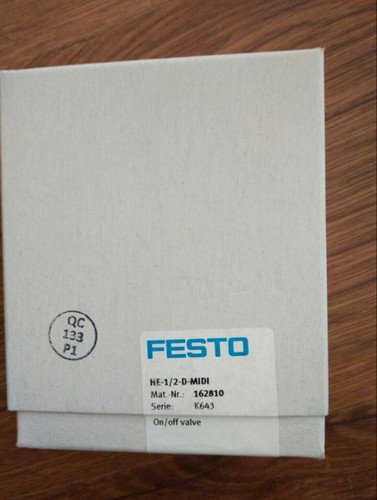 QC
133
P1
FESTO
HE-1/2-D-MIDI
Mat.-Nr.: 162810
Serie: K643
On/off valve